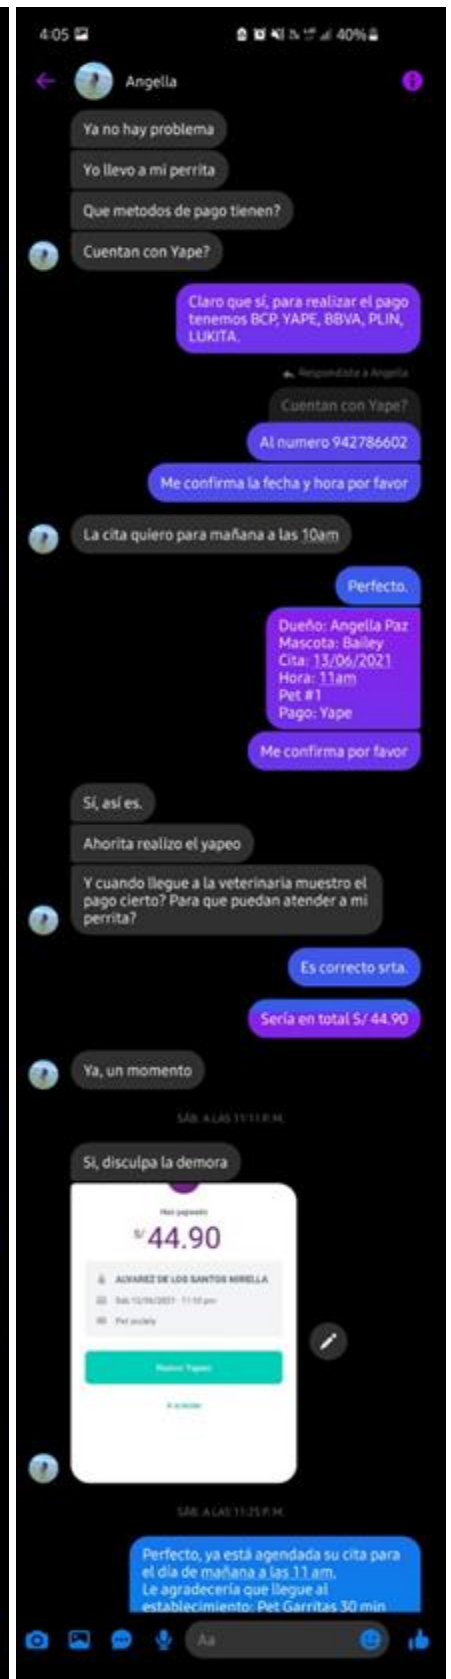 4:05
40%
Angella
Ya no hay problema
Yo llevo a mi perrita
Que metodos de pago tienen?
Cuentan con Yape?
Claro que sí, para realizar el pago
tenemos BCP, YAPE, BBVA, PLIN,
LUKITA.
Respondiste a Angella
Cuentan con Yape?
Al numero 942786602
Me confirma la fecha y hora por favor
La cita quiero para mañana a las 10am
Perfecto.
Dueño: Angella Paz
Mascota: Bailey
Cita: 13/06/2021
Hora: 11am
Pet #1
Pago: Yape
Me confirma por favor
Sí, así es.
Ahorita realizo el yapeo
Y cuando llegue a la veterinaria muestro el
pago cierto? Para que puedan atender a mi
perrita?
Es correcto srta.
Sería en total S/ 44.90
Ya, un momento
SÁB. A LAS 11:11 P. M.
Si, disculpa la demora
S/ 44.90
ALVAREZ DE LOS SANTOS MIRELLA
Pet society
SÁB. A LAS 11:25 P. M.
Perfecto, ya está agendada su cita para
el día de mañana a las 11 am.
Le agradecería que llegue al
establecimiento: Pet Garritas 30 min
Aa